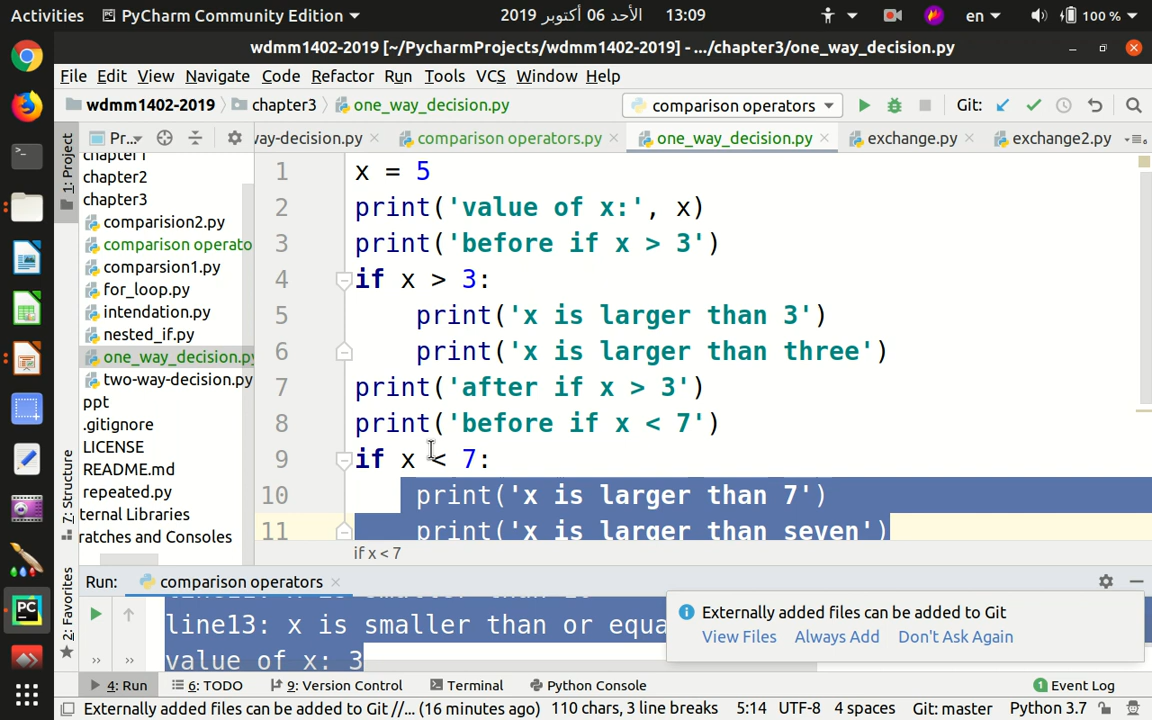 Activities PyCharm Community Edition الأحد 06 أكتوبر 2019 13:09 en 100 %
wdmm1402-2019 [~/PycharmProjects/wdmm1402-2019] - .../chapter3/one_way_decision.py
File Edit View Navigate Code Refactor Run Tools VCS Window Help
wdmm1402-2019 chapter3 one_way_decision.py comparison operators Git:
1: Project
7: Structure
2: Favorites
Pr... way-decision.py comparison operators.py one_way_decision.py exchange.py exchange2.py
chapter1
chapter2
chapter3
comparision2.py
comparison operato
comparsion1.py
for_loop.py
intendation.py
nested_if.py
one_way_decision.p
two-way-decision.py
ppt
.gitignore
LICENSE
README.md
repeated.py
ternal Libraries
ratches and Consoles
1 x = 5
2 print('value of x:', x)
3 print('before if x > 3')
4 if x > 3:
5 print('x is larger than 3')
6 print('x is larger than three')
7 print('after if x > 3')
8 print('before if x < 7')
9 if x < 7:
10 print('x is larger than 7')
11 print('x is larger than seven')
if x < 7
Run: comparison operators
line13: x is smaller than or equa
value of x: 3
Externally added files can be added to Git
View Files Always Add Don't Ask Again
4: Run 6: TODO 9: Version Control Terminal Python Console 1 Event Log
Externally added files can be added to Git //... (16 minutes ago) 110 chars, 3 line breaks 5:14 UTF-8 4 spaces Git: master Python 3.7